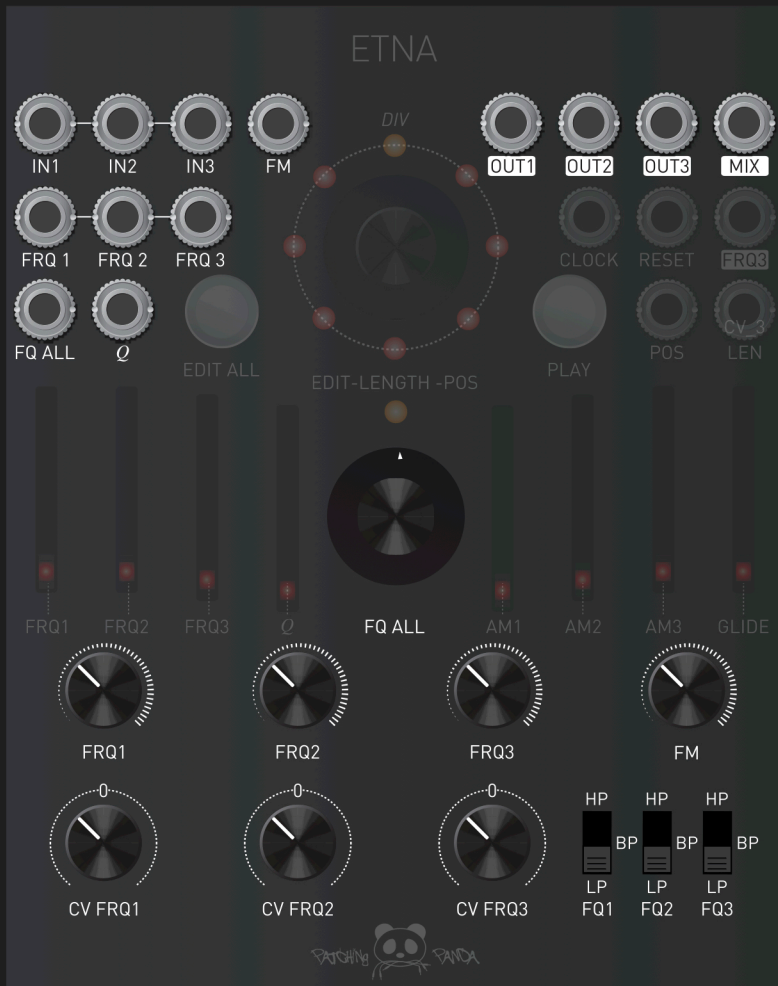 ETNA
DIV
IN1 IN2 IN3 FM OUT1 OUT2 OUT3 MIX
FRQ 1 FRQ 2 FRQ 3 CLOCK RESET FRQ3
FQ ALL Q EDIT ALL PLAY POS CV_3
LEN
EDIT-LENGTH -POS
FRQ1 FRQ2 FRQ3 Q FQ ALL AM1 AM2 AM3 GLIDE
FRQ1 FRQ2 FRQ3 FM
0 0 0 HP HP HP
BP BP BP
LP LP LP
CV FRQ1 CV FRQ2 CV FRQ3 FQ1 FQ2 FQ3
PATCHING PANDA